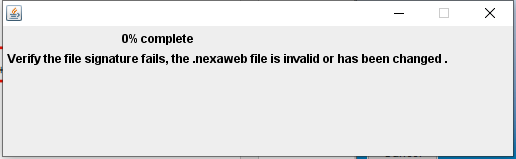 0% complete
Verify the file signature fails, the .nexaweb file is invalid or has been changed .